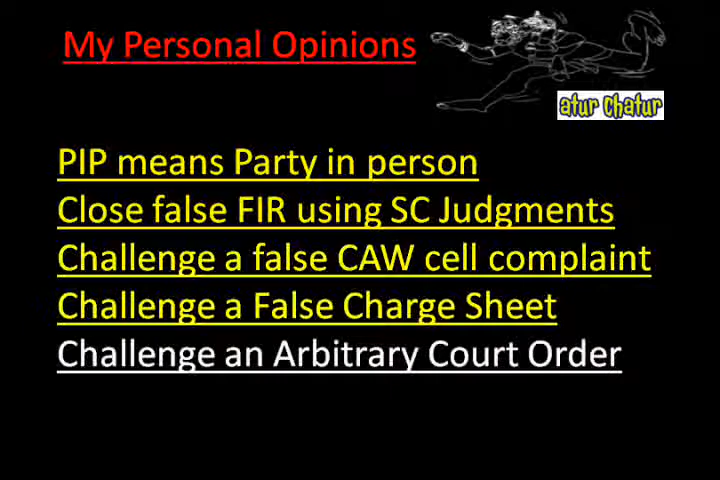 My Personal Opinions
atur chatur
PIP means Party in person
Close false FIR using SC Judgments
Challenge a false CAW cell complaint
Challenge a False Charge Sheet
Challenge an Arbitrary Court Order